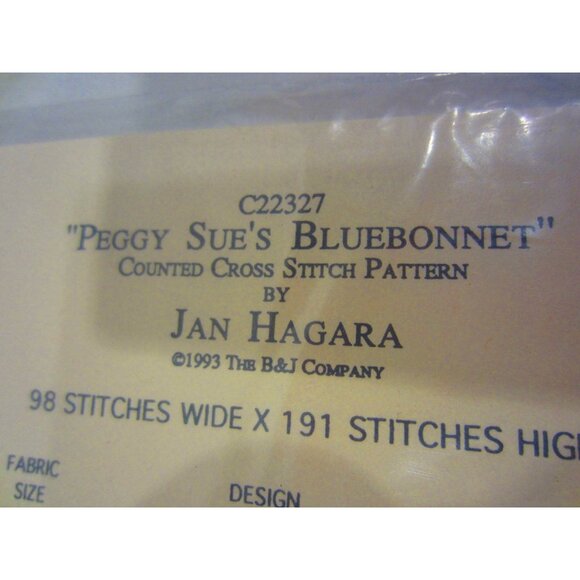 C22327
"PEGGY SUE'S BLUEBONNET"
COUNTED CROSS STITCH PATTERN
BY
JAN HAGARA
©1993 THE B&J COMPANY
98 STITCHES WIDE X 191 STITCHES HIG
FABRIC
SIZE
DESIGN